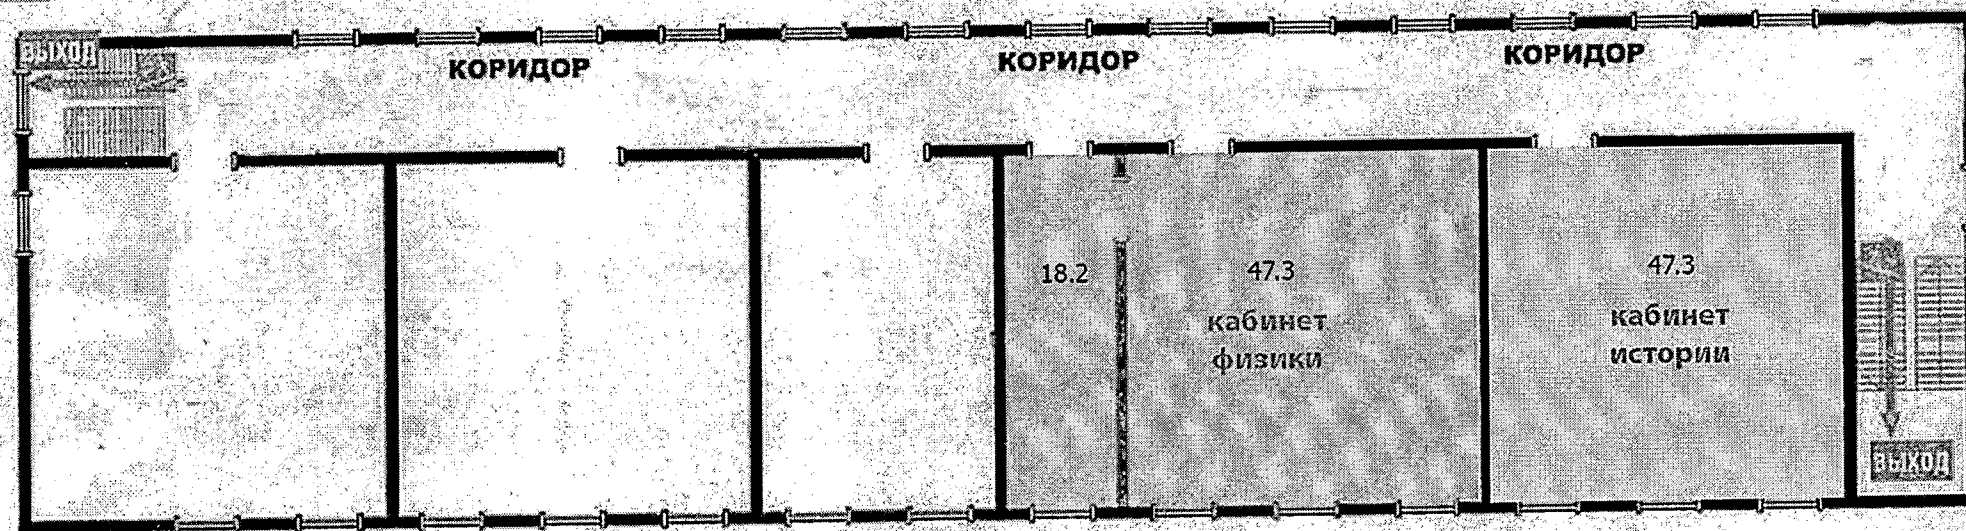 ВЫХОД
КОРИДОР
КОРИДОР
КОРИДОР
18.2
47.3
кабинет
физики
47.3
кабинет
истории
ВЫХОД